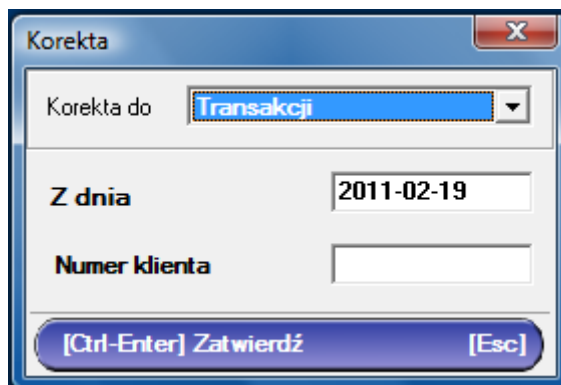 Korekta
Korekta do Transakcji
Z dnia 2011-02-19
Numer klienta
[Ctrl-Enter] Zatwierdź [Esc]